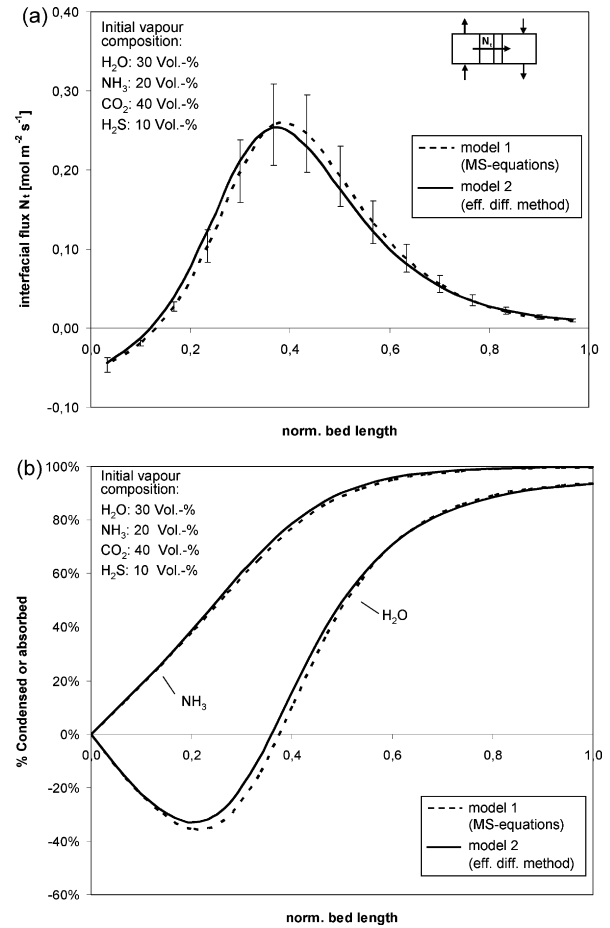 (a)
0,40
0,30
0,20
0,10
0,00
-0,10
interfacial flux Nt [mol m-2 s-1]
Initial vapour
composition:
H2O: 30 Vol.-%
NH3: 20 Vol.-%
CO2: 40 Vol.-%
H2S: 10 Vol.-%
Nt
model 1
(MS-equations)
model 2
(eff. diff. method)
0,0 0,2 0,4 0,6 0,8 1,0
norm. bed length
(b)
100%
80%
60%
40%
20%
0%
-20%
-40%
-60%
% Condensed or absorbed
Initial vapour
composition:
H2O: 30 Vol.-%
NH3: 20 Vol.-%
CO2: 40 Vol.-%
H2S: 10 Vol.-%
H2O
NH3
0,0 0,2 0,4 0,6 0,8 1,0
model 1
(MS-equations)
model 2
(eff. diff. method)
norm. bed length